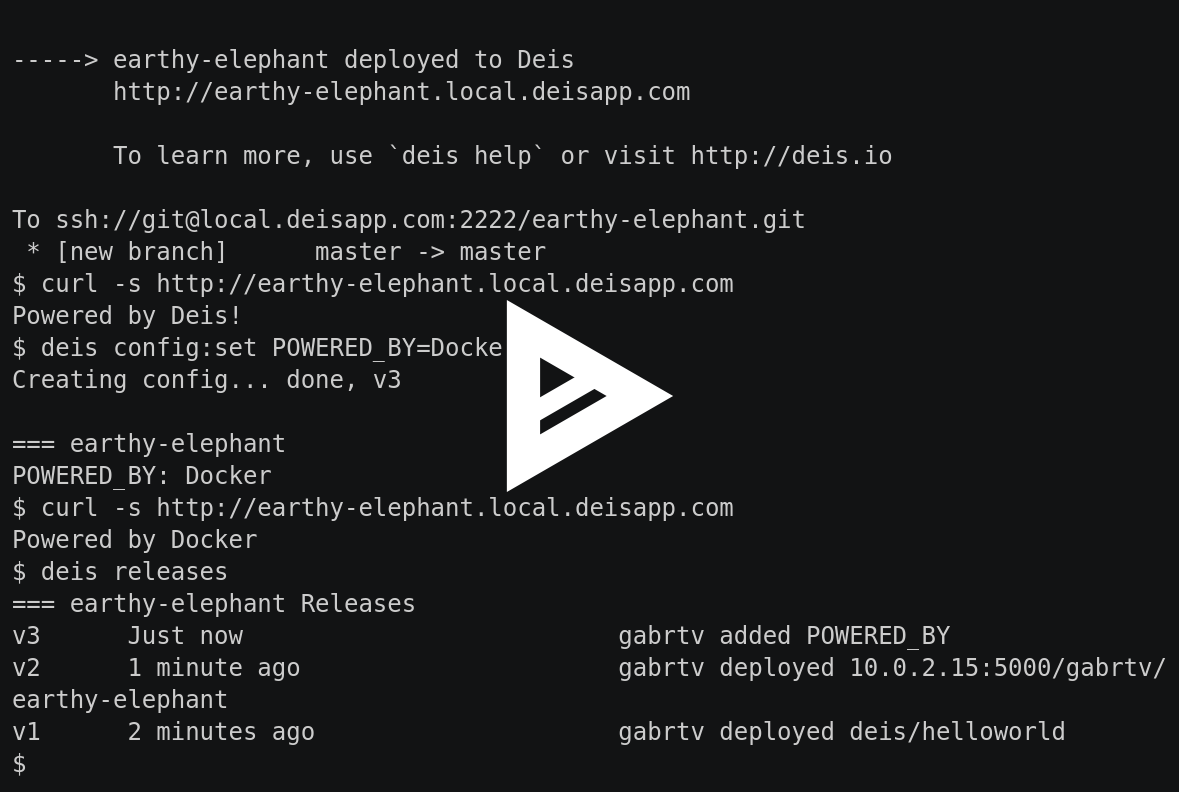 -----> earthy-elephant deployed to Deis
       http://earthy-elephant.local.deisapp.com
       To learn more, use `deis help` or visit http://deis.io
To ssh://git@local.deisapp.com:2222/earthy-elephant.git
 * [new branch]      master -> master
$ curl -s http://earthy-elephant.local.deisapp.com
Powered by Deis!
$ deis config:set POWERED_BY=Docke
Creating config... done, v3
=== earthy-elephant
POWERED_BY: Docker
$ curl -s http://earthy-elephant.local.deisapp.com
Powered by Docker
$ deis releases
=== earthy-elephant Releases
v3      Just now                          gabrtv added POWERED_BY
v2      1 minute ago                      gabrtv deployed 10.0.2.15:5000/gabrtv/
earthy-elephant
v1      2 minutes ago                     gabrtv deployed deis/helloworld
$